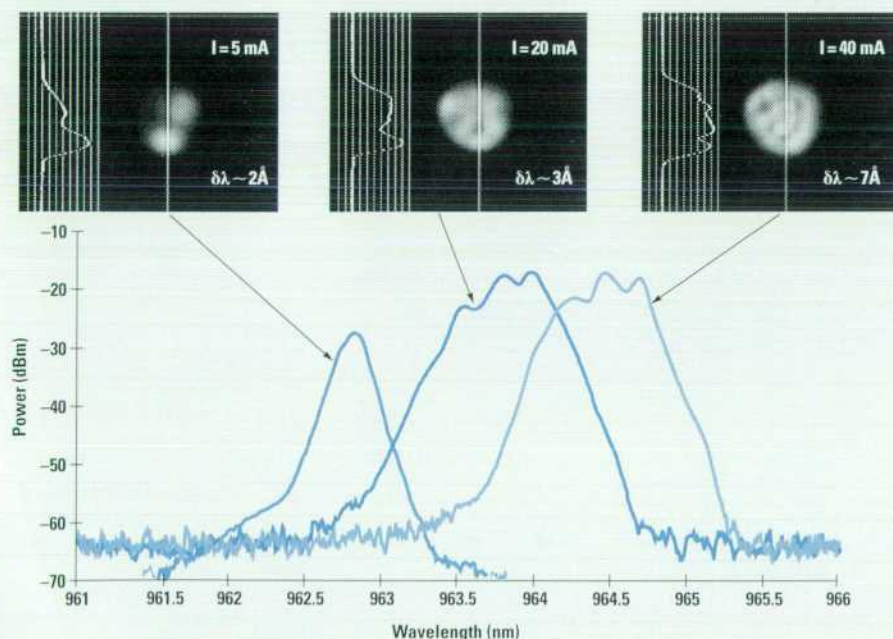 I = 5 mA
δλ ~ 2Å
I = 20 mA
δλ ~ 3Å
I = 40 mA
δλ ~ 7Å
Power (dBm)
–10
–20
–30
–40
–50
–60
–70
961
961.5
962
962.5
963
963.5
964
964.5
965
965.5
966
Wavelength (nm)